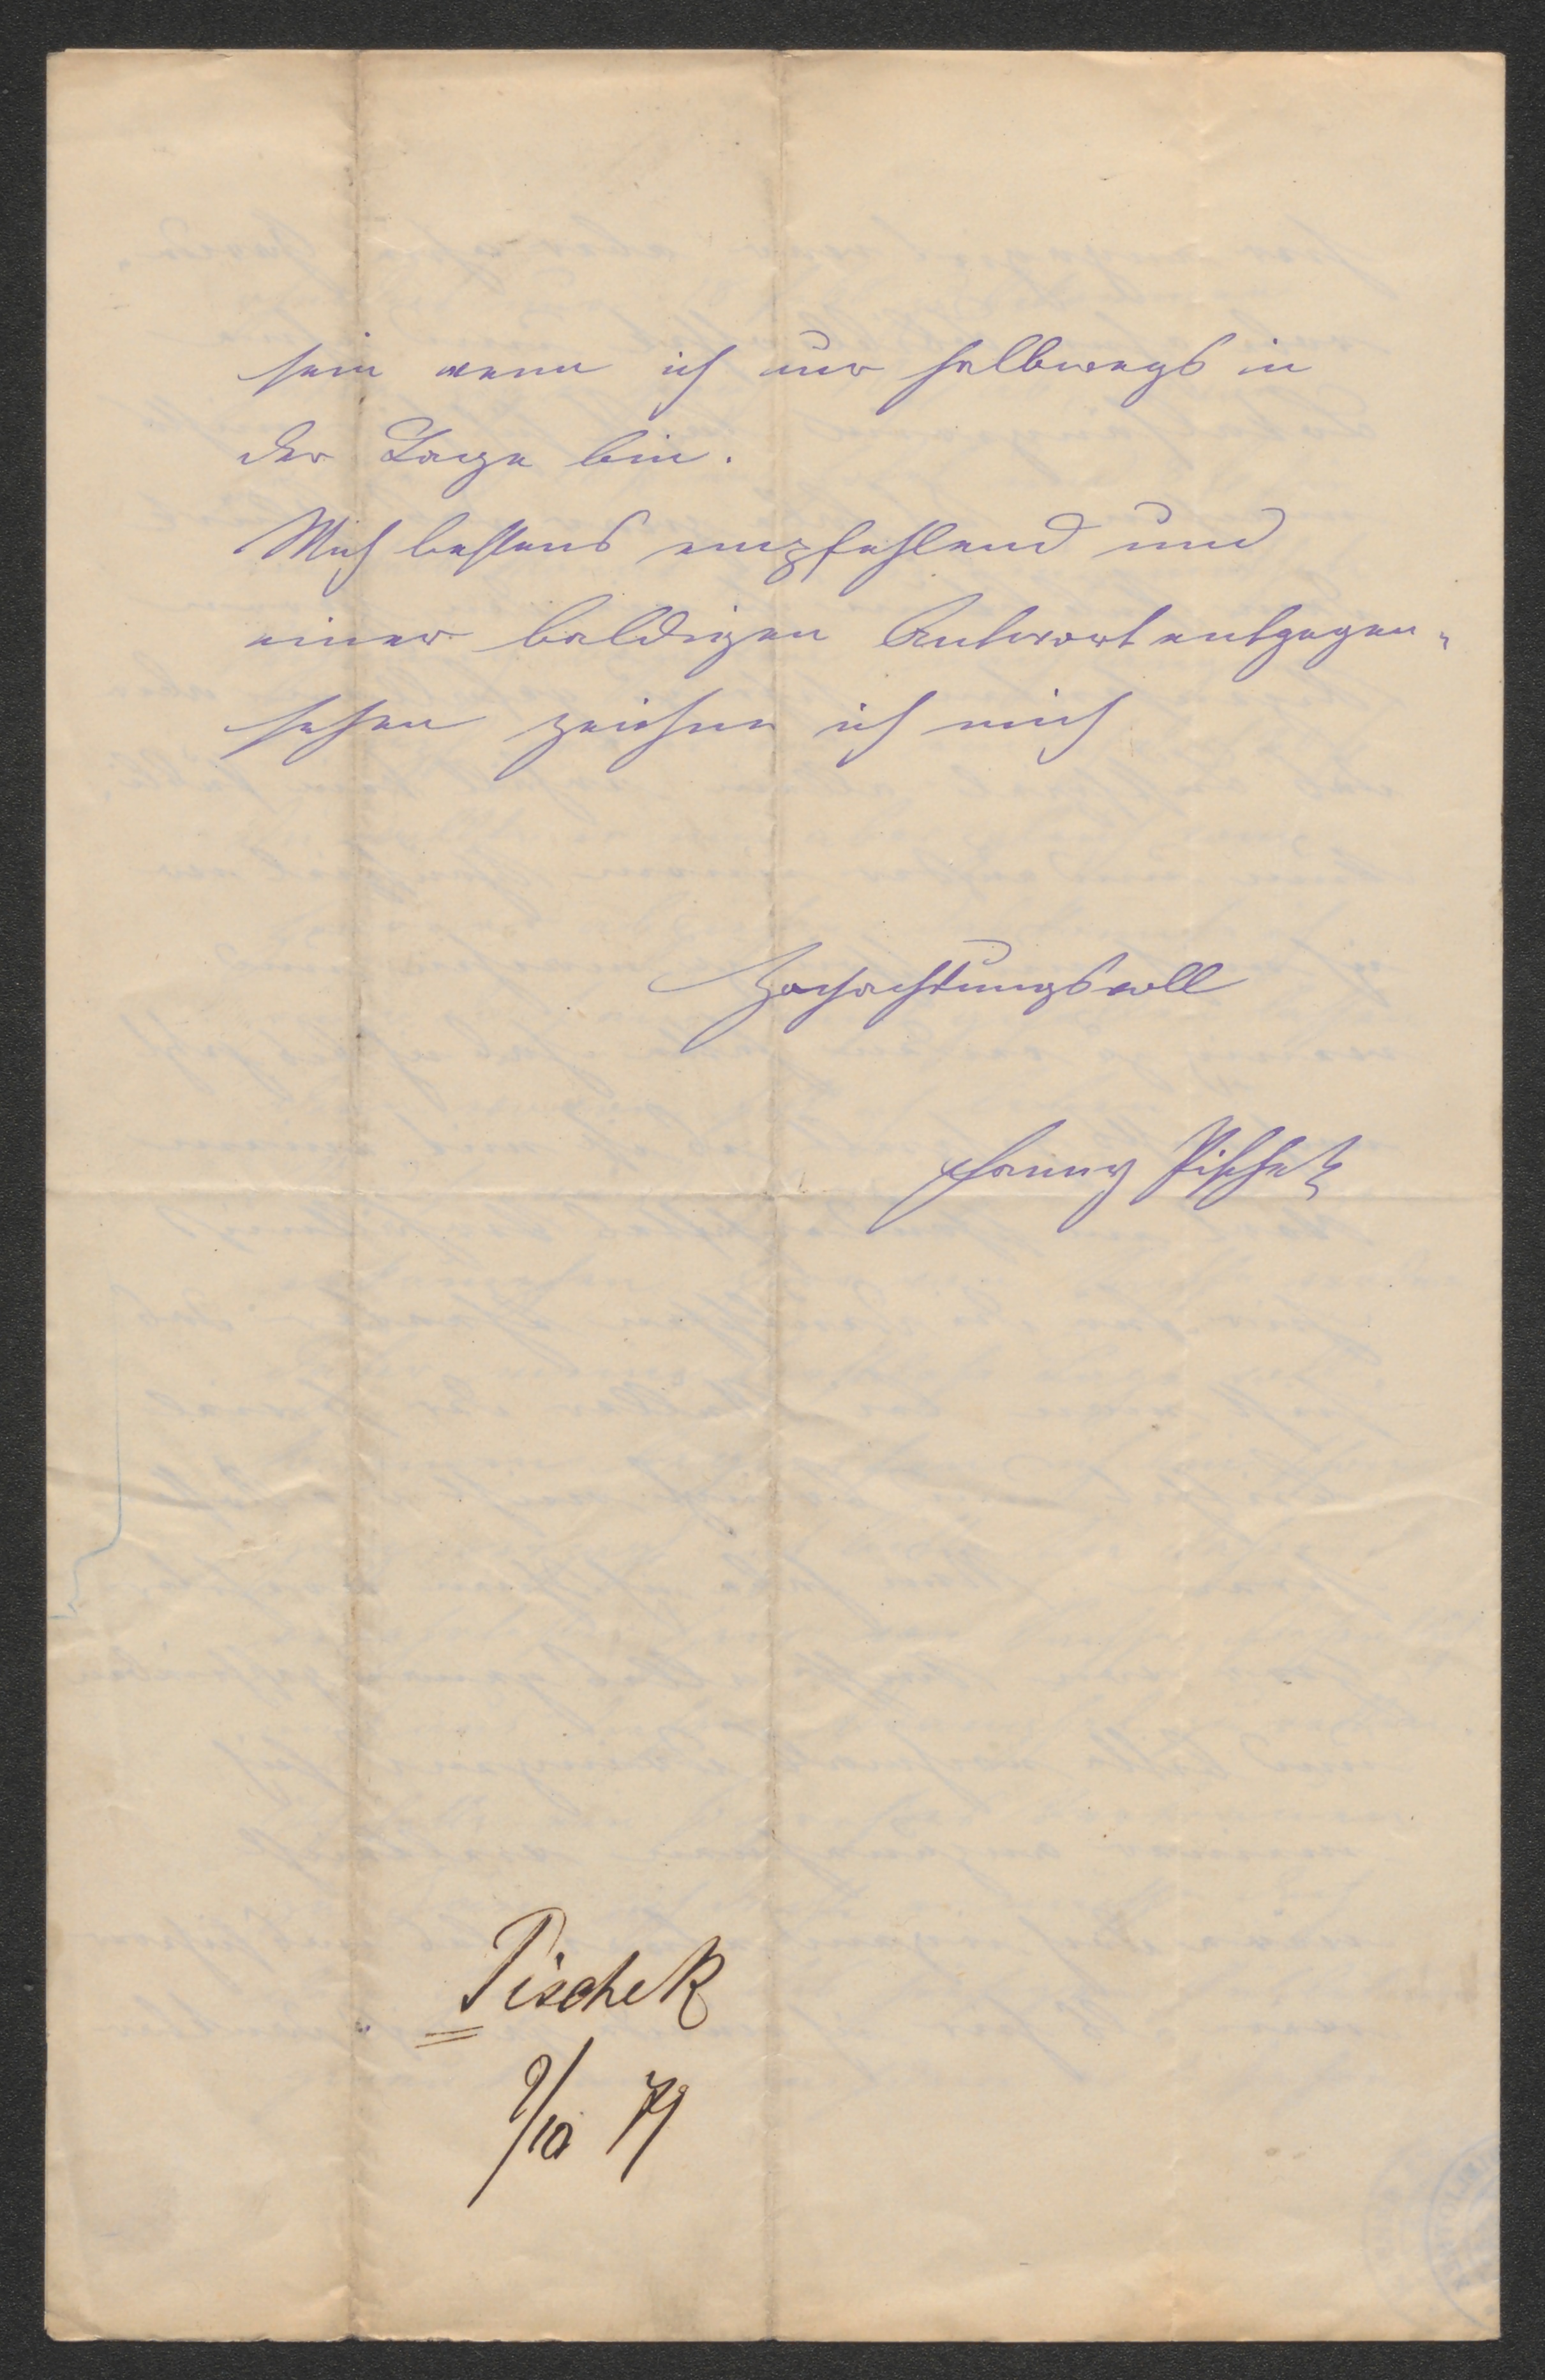 sein wenn ich nur halbwegs in
der Lage bin.
Mich bestens empfehlend und
einer baldigen Antwort entgegen-
sehen zeichne ich mich
Hochachtungsvoll
Fanny Pischek
Pischek
9/10 79